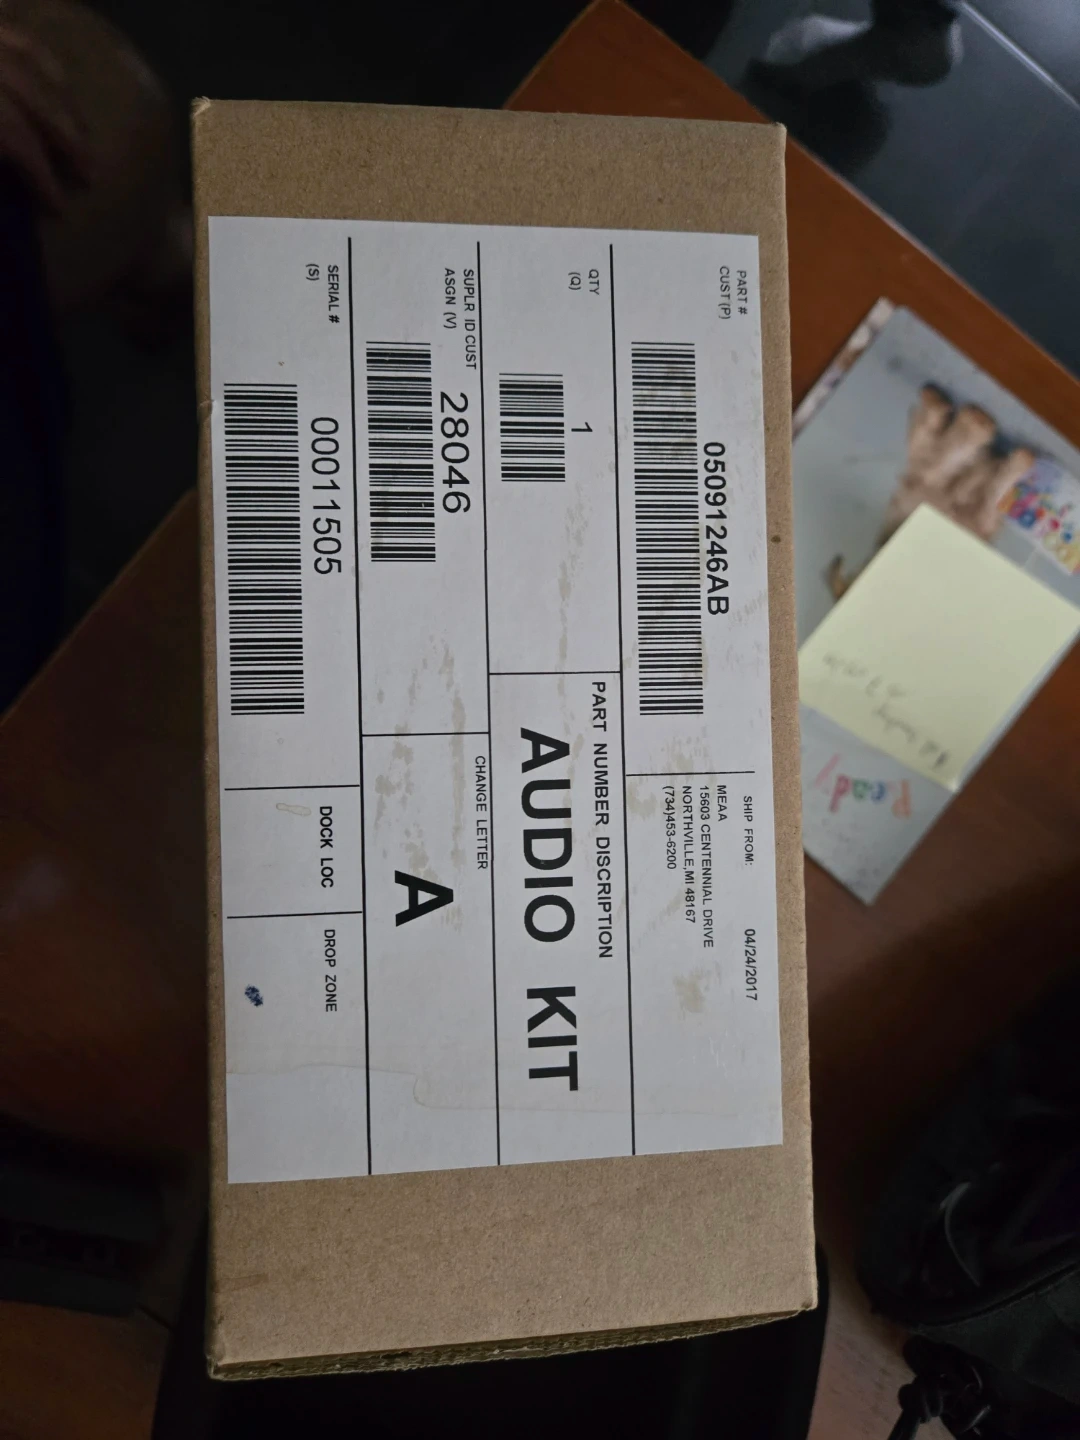 PART #
CUST (P)
05091246AB
SHIP FROM: 04/24/2017
MEAA
15603 CENTENNIAL DRIVE
NORTHVILLE,MI 48167
(734)453-6200
QTY
(Q)
1
PART NUMBER DISCRIPTION
AUDIO KIT
SUPLR ID CUST
ASGN (V)
28046
CHANGE LETTER
A
SERIAL #
(S)
00011505
DOCK LOC
DROP ZONE